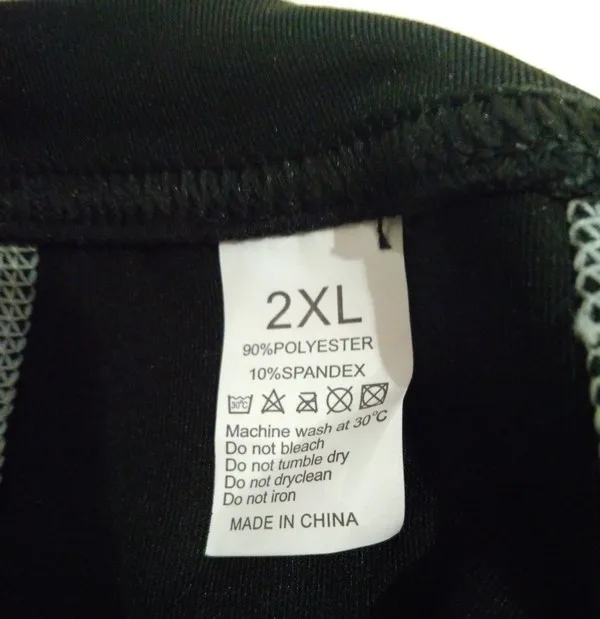 2XL
90%POLYESTER
10%SPANDEX
30°C
Machine wash at 30°C
Do not bleach
Do not tumble dry
Do not dryclean
Do not iron
MADE IN CHINA